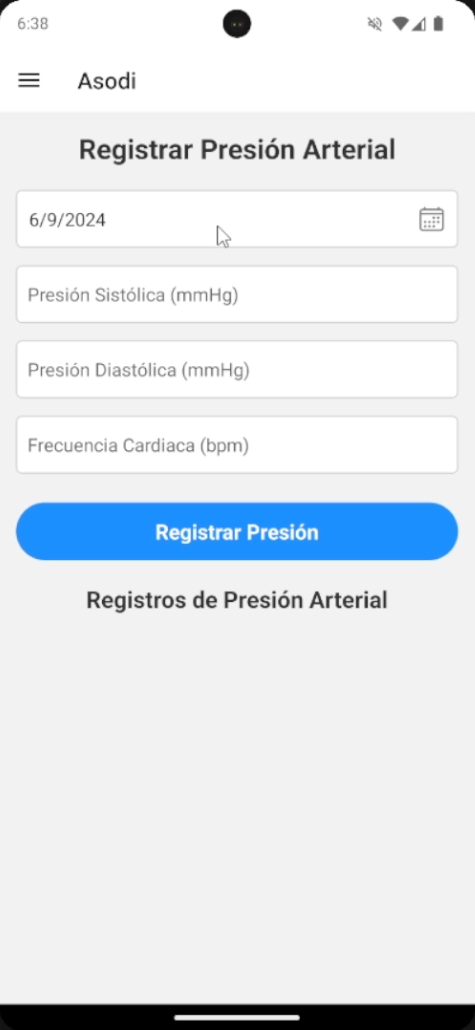 6:38
Asodi
Registrar Presión Arterial
6/9/2024
Presión Sistólica (mmHg)
Presión Diastólica (mmHg)
Frecuencia Cardiaca (bpm)
Registrar Presión
Registros de Presión Arterial